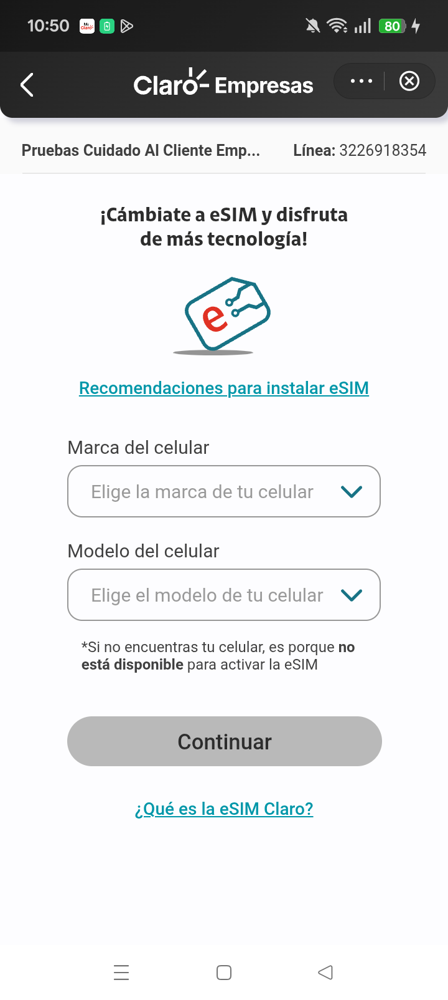 10:50
Mi
Claro
80
Claro Empresas
Pruebas Cuidado Al Cliente Emp... Línea: 3226918354
¡Cámbiate a eSIM y disfruta
de más tecnología!
e
Recomendaciones para instalar eSIM
Marca del celular
Elige la marca de tu celular
Modelo del celular
Elige el modelo de tu celular
*Si no encuentras tu celular, es porque no
está disponible para activar la eSIM
Continuar
¿Qué es la eSIM Claro?